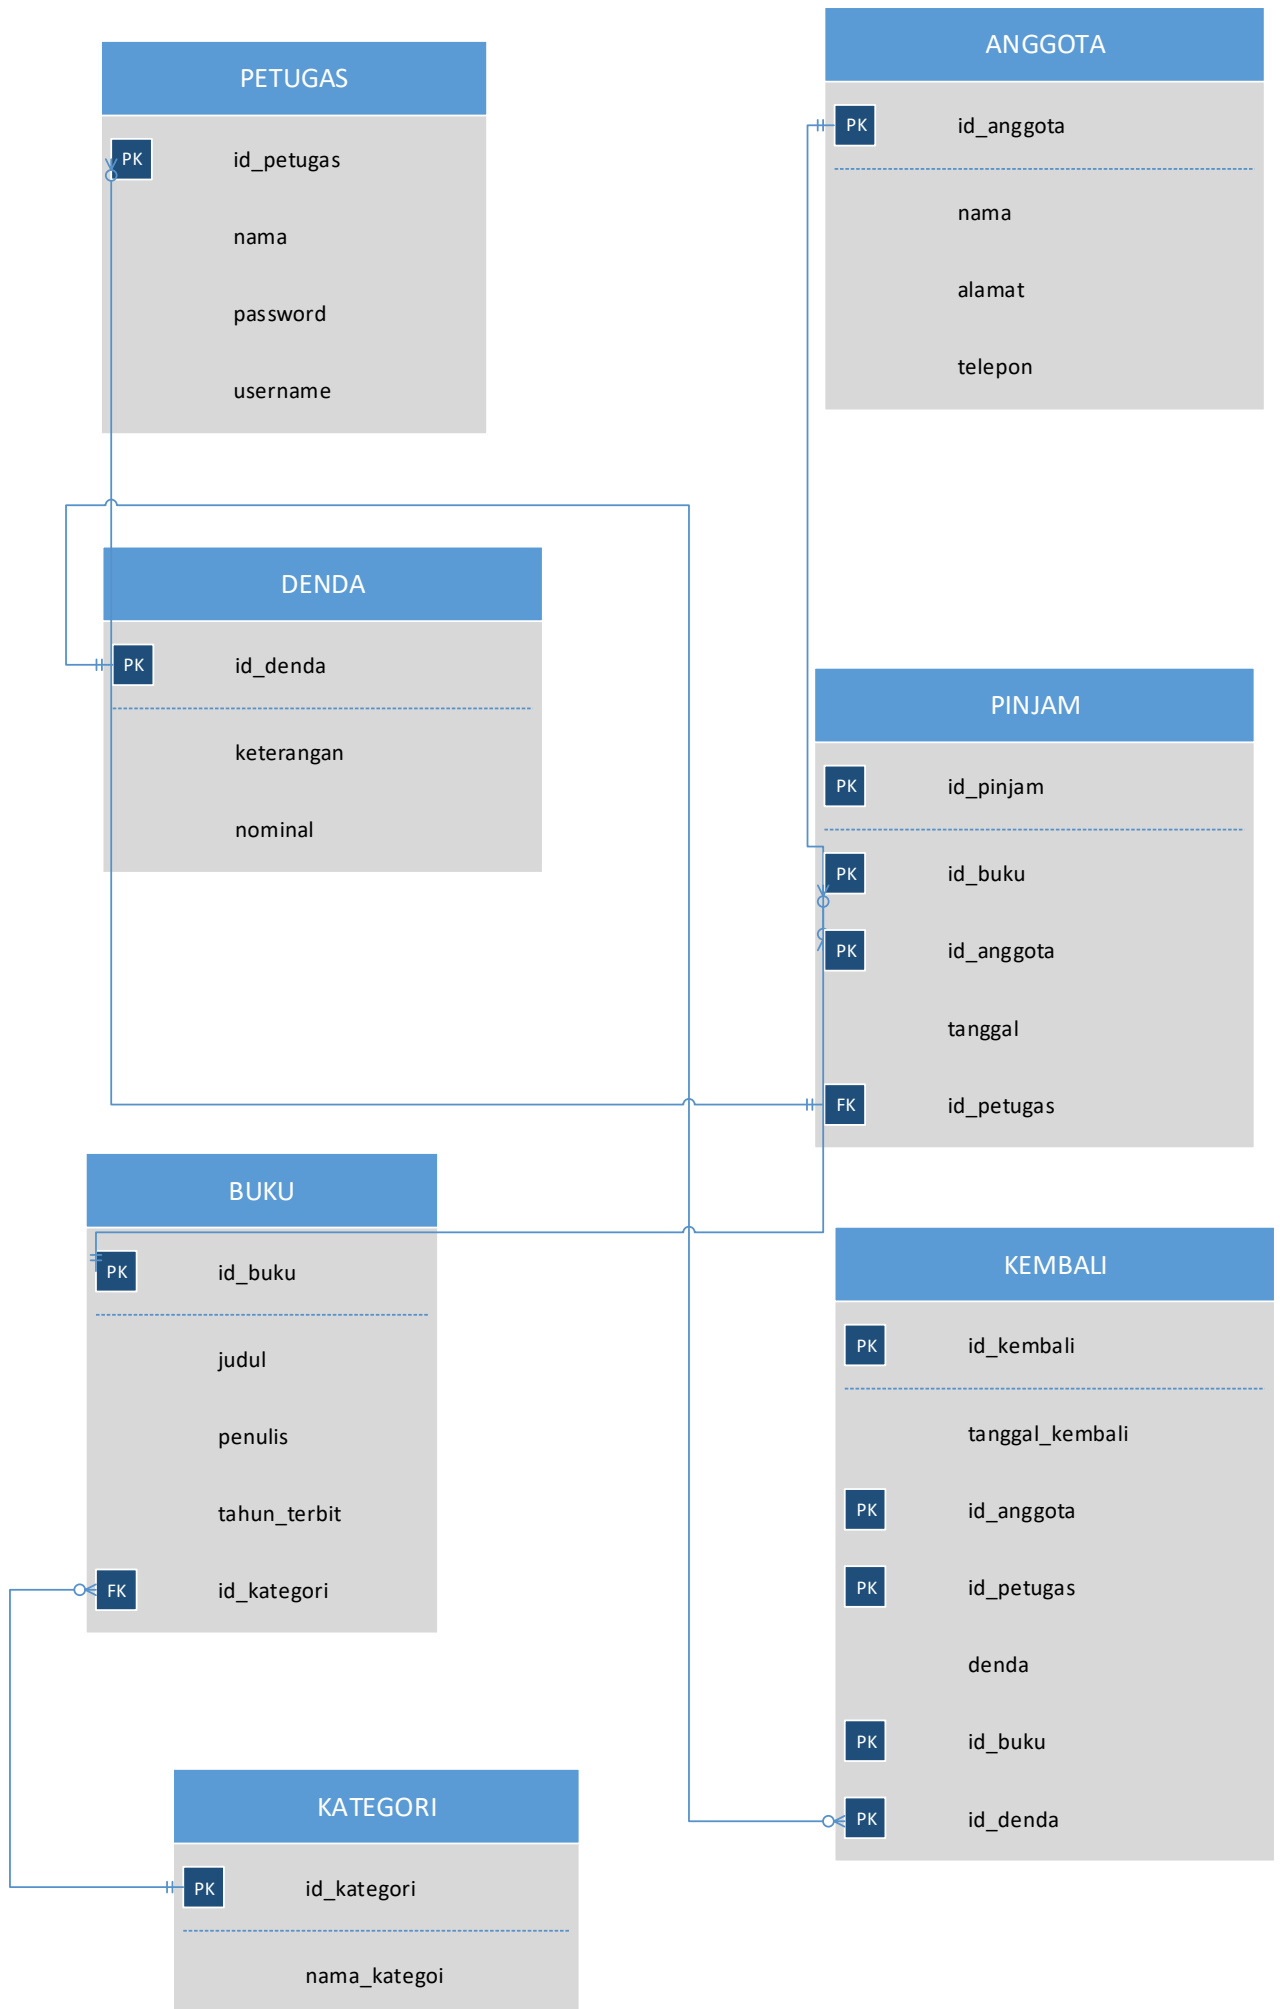 PETUGAS
PK id_petugas
nama
password
username
ANGGOTA
PK id_anggota
nama
alamat
telepon
DENDA
PK id_denda
keterangan
nominal
PINJAM
PK id_pinjam
PK id_buku
PK id_anggota
tanggal
FK id_petugas
BUKU
PK id_buku
judul
penulis
tahun_terbit
FK id_kategori
KEMBALI
PK id_kembali
tanggal_kembali
PK id_anggota
PK id_petugas
denda
PK id_buku
PK id_denda
KATEGORI
PK id_kategori
nama_kategoi